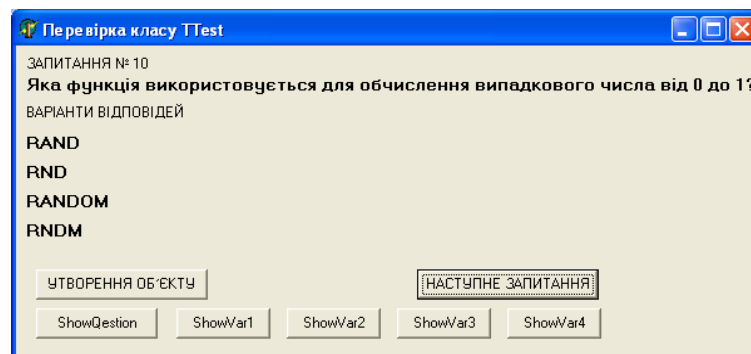 Перевірка класу TTest
ЗАПИТАННЯ № 10
Яка функція використовується для обчислення випадкового числа від 0 до 1?
ВАРІАНТИ ВІДПОВІДЕЙ
RAND
RND
RANDOM
RNDM
УТВОРЕННЯ ОБ'ЄКТУ
НАСТУПНЕ ЗАПИТАННЯ
ShowQestion
ShowVar1
ShowVar2
ShowVar3
ShowVar4